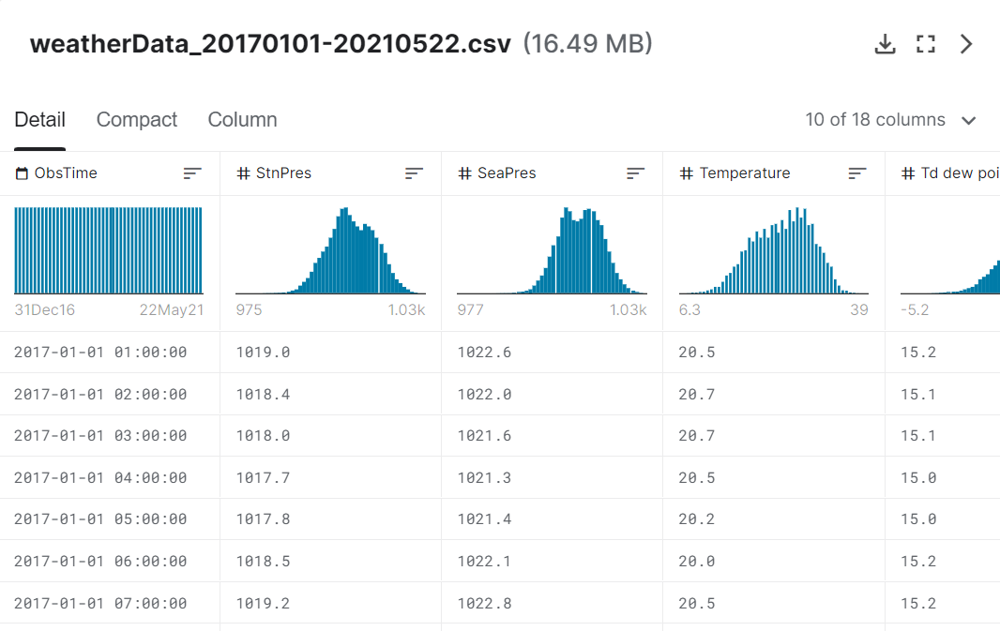 weatherData_20170101-20210522.csv (16.49 MB)
Detail Compact Column 10 of 18 columns
ObsTime # StnPres # SeaPres # Temperature # Td dew poi
31Dec16 22May21 975 1.03k 977 1.03k 6.3 39 -5.2
2017-01-01 01:00:00 1019.0 1022.6 20.5 15.2
2017-01-01 02:00:00 1018.4 1022.0 20.7 15.1
2017-01-01 03:00:00 1018.0 1021.6 20.7 15.1
2017-01-01 04:00:00 1017.7 1021.3 20.5 15.0
2017-01-01 05:00:00 1017.8 1021.4 20.2 15.0
2017-01-01 06:00:00 1018.5 1022.1 20.0 15.2
2017-01-01 07:00:00 1019.2 1022.8 20.5 15.2